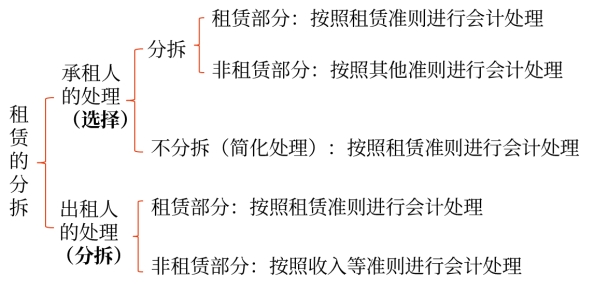 租赁的分拆
承租人
的处理
（选择）
分拆
租赁部分：按照租赁准则进行会计处理
非租赁部分：按照其他准则进行会计处理
不分拆（简化处理）：按照租赁准则进行会计处理
出租人
的处理
（分拆）
租赁部分：按照租赁准则进行会计处理
非租赁部分：按照收入等准则进行会计处理